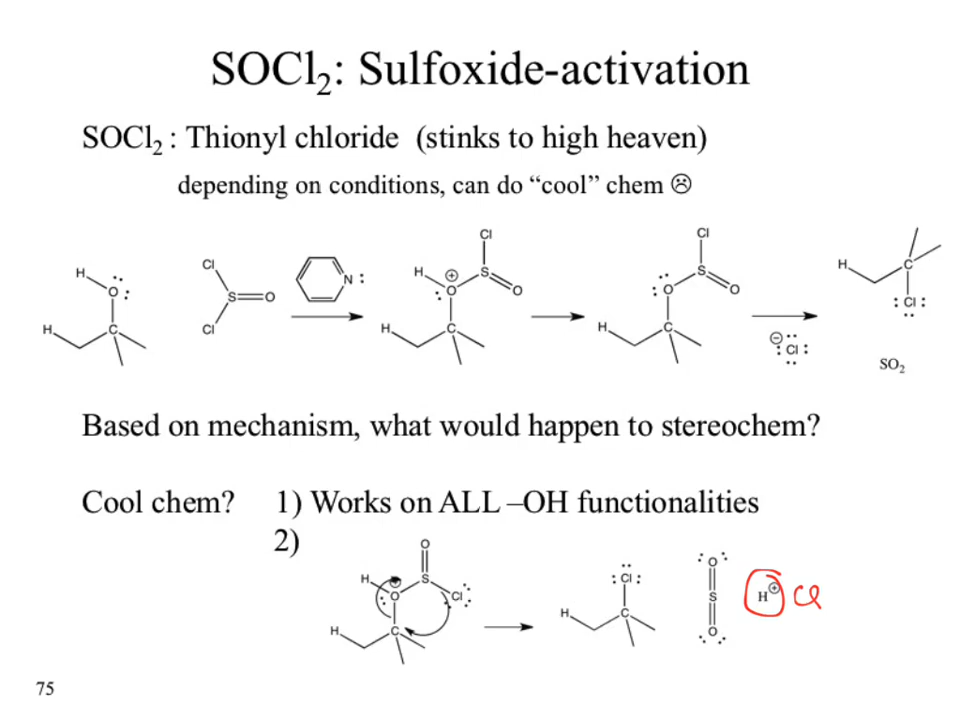 SOCl₂: Sulfoxide-activation
SOCl₂ : Thionyl chloride (stinks to high heaven)
depending on conditions, can do “cool” chem ☹
H O C H
Cl S O Cl
N
H Cl ⊕ S O O H C
Cl S O O H C
⊖ Cl
H C Cl
SO₂
Based on mechanism, what would happen to stereochem?
Cool chem? 1) Works on ALL –OH functionalities
2)
O H S O Cl H C
Cl H C
O S O
H⊕ Cl
75